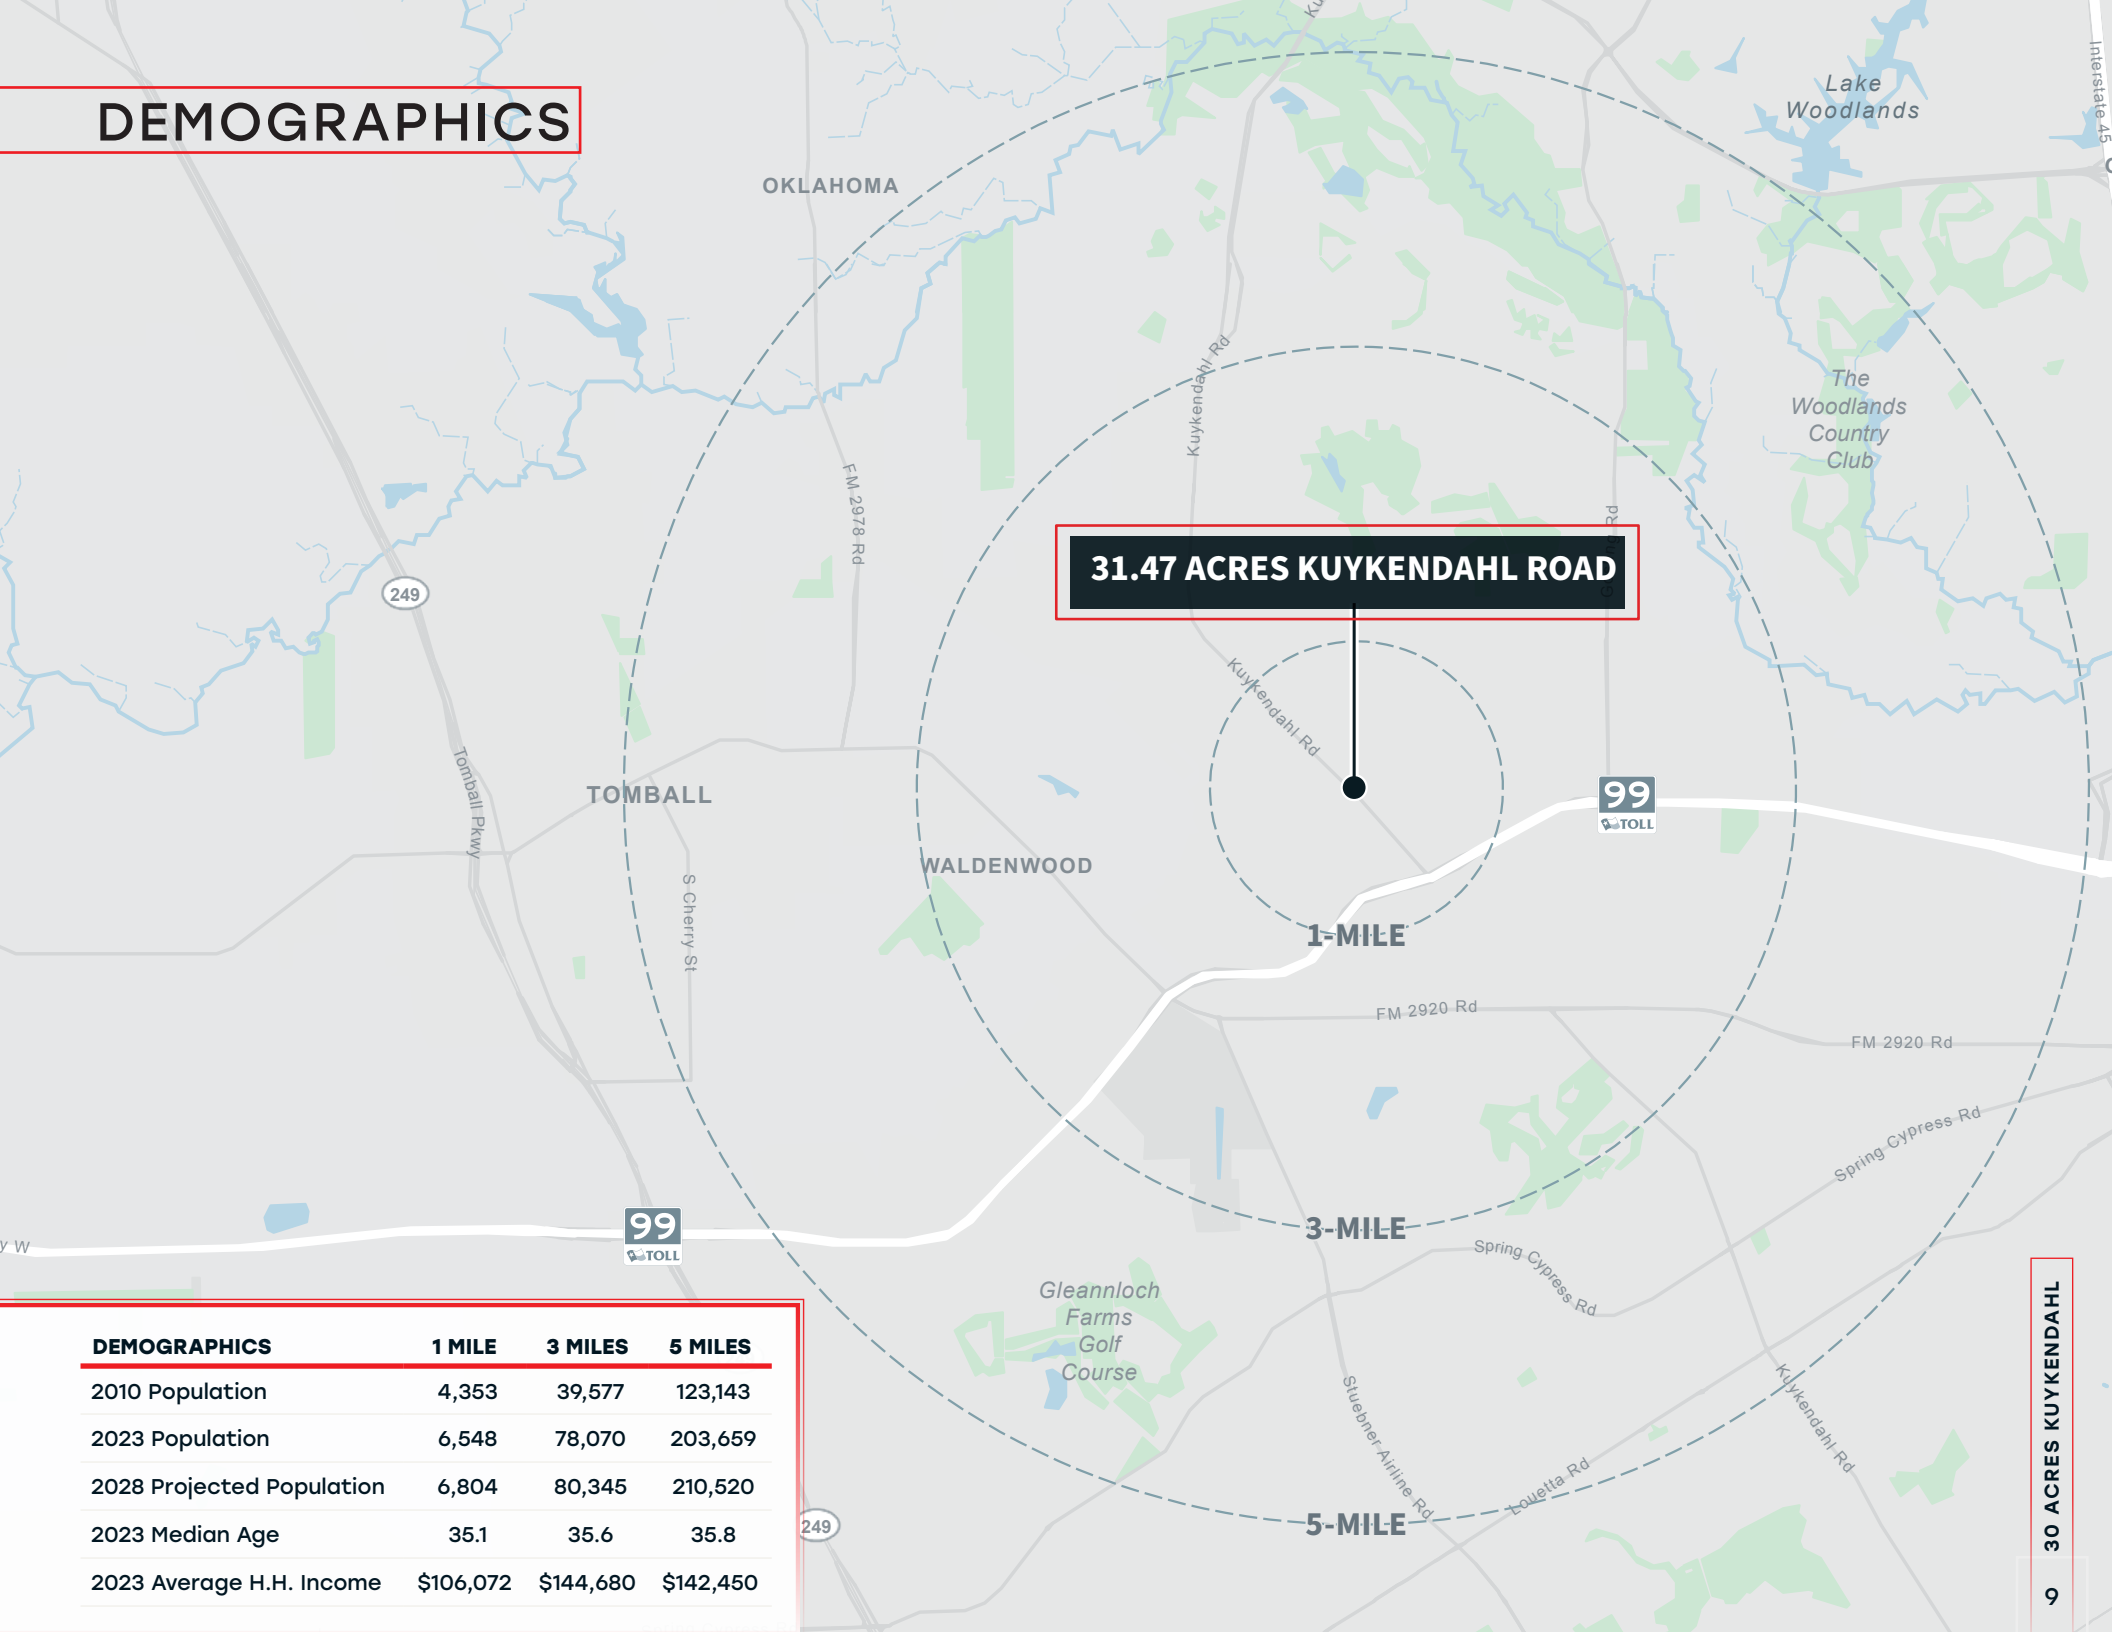 DEMOGRAPHICS
OKLAHOMA
Lake
Woodlands
Interstate 45
Kuykendahl Rd
The
Woodlands
Country
Club
FM 2978 Rd
31.47 ACRES KUYKENDAHL ROAD
249
Kuykendahl Rd
Tomball Pkwy
TOMBALL
99
TOLL
WALDENWOOD
S Cherry St
1-MILE
FM 2920 Rd
FM 2920 Rd
Spring Cypress Rd
99
TOLL
3-MILE
Spring Cypress Rd
Gleannloch
Farms
Golf
Course
Stuebner Airline Rd
Kuykendahl Rd
Louetta Rd
5-MILE
249
DEMOGRAPHICS 1 MILE 3 MILES 5 MILES
2010 Population 4,353 39,577 123,143
2023 Population 6,548 78,070 203,659
2028 Projected Population 6,804 80,345 210,520
2023 Median Age 35.1 35.6 35.8
2023 Average H.H. Income $106,072 $144,680 $142,450
30 ACRES KUYKENDAHL
9